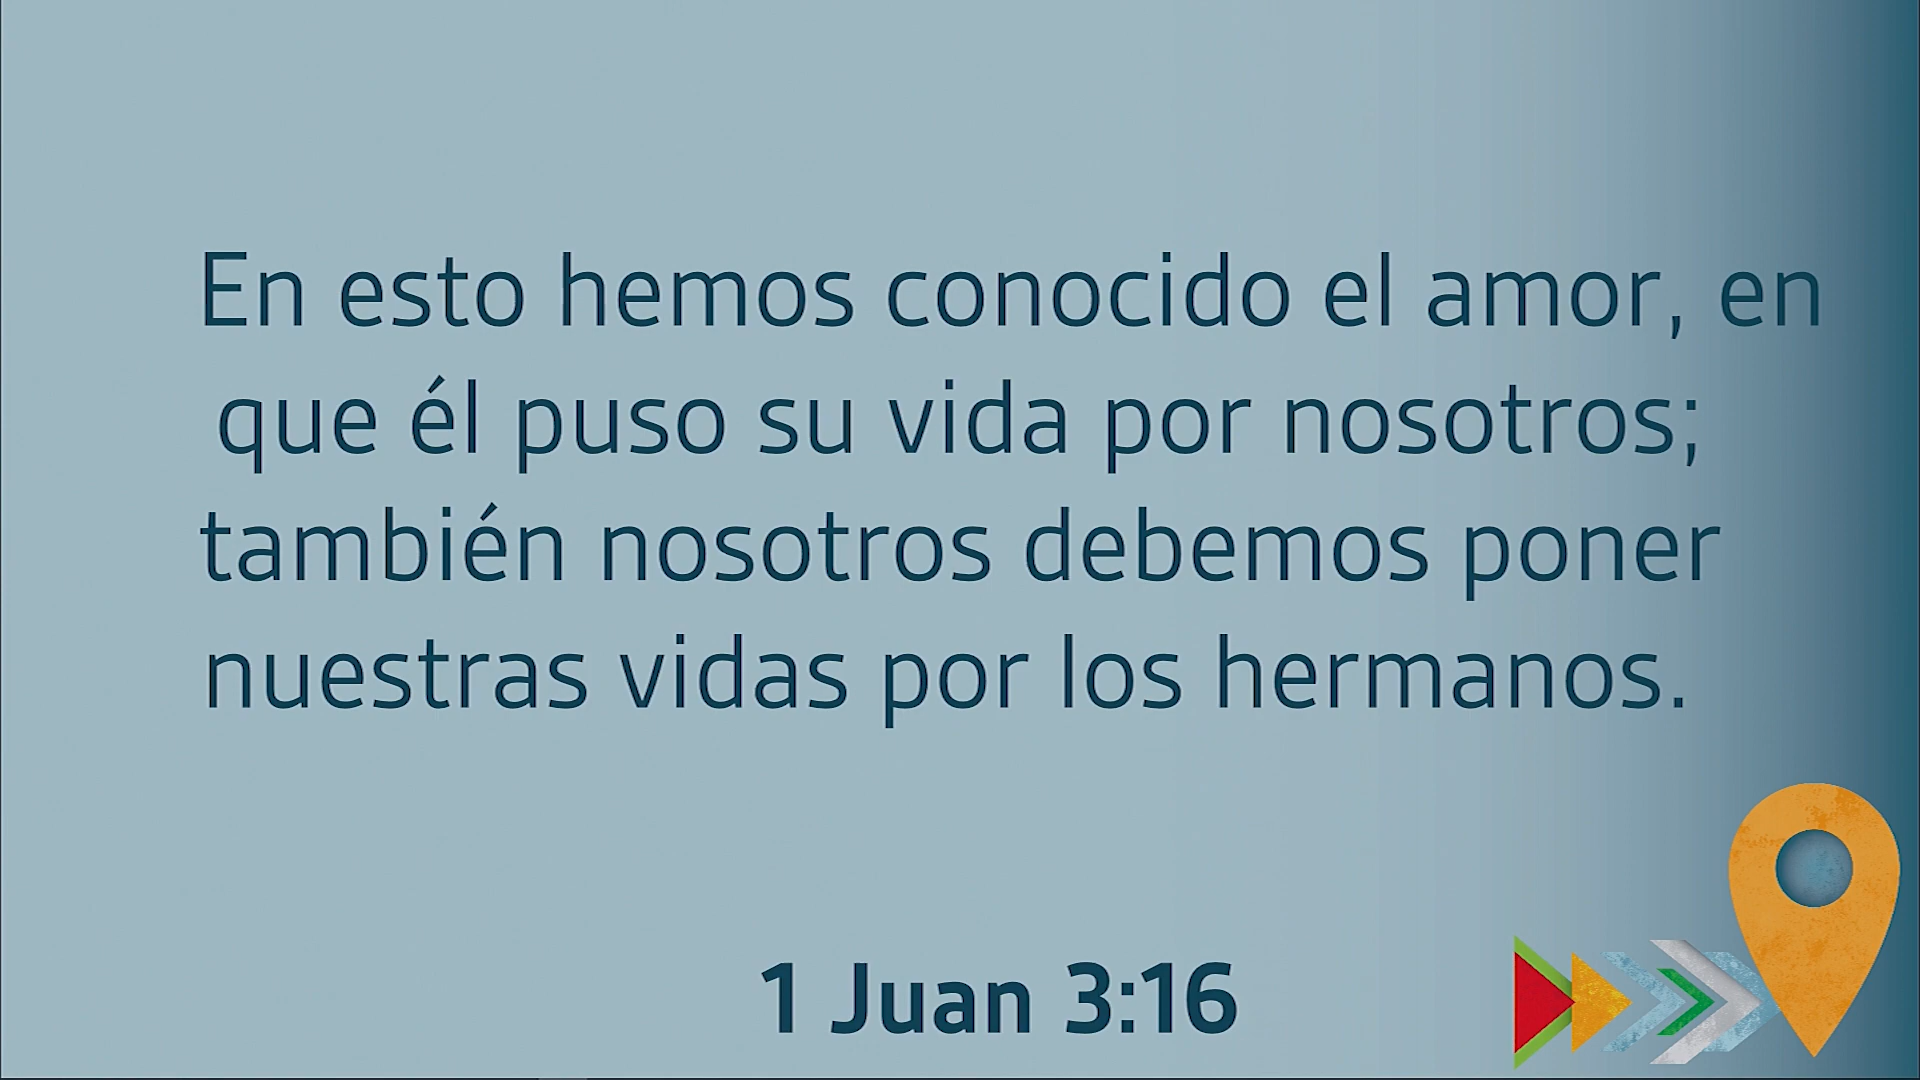 En esto hemos conocido el amor, en
que él puso su vida por nosotros;
también nosotros debemos poner
nuestras vidas por los hermanos.
1 Juan 3:16